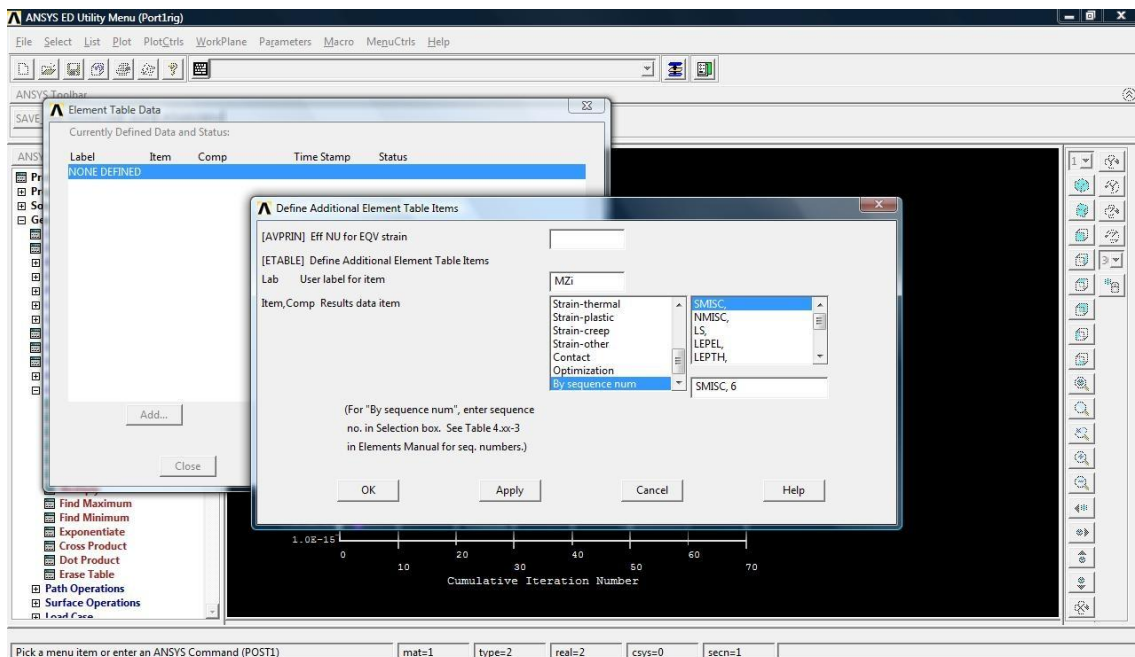 ANSYS ED Utility Menu (Port1rig)
File Select List Plot PlotCtrls WorkPlane Parameters Macro MenuCtrls Help
ANSYS Toolbar
SAVE
Element Table Data
Currently Defined Data and Status:
Label Item Comp Time Stamp Status
NONE DEFINED
Add...
Close
Define Additional Element Table Items
[AVPRIN] Eff NU for EQV strain
[ETABLE] Define Additional Element Table Items
Lab User label for item MZi
Item,Comp Results data item
Strain-thermal
Strain-plastic
Strain-creep
Strain-other
Contact
Optimization
By sequence num
SMISC,
NMISC,
LS,
LEPEL,
LEPTH,
SMISC, 6
(For "By sequence num", enter sequence
no. in Selection box. See Table 4.xx-3
in Elements Manual for seq. numbers.)
OK Apply Cancel Help
Find Maximum
Find Minimum
Exponentiate
Cross Product
Dot Product
Erase Table
Path Operations
Surface Operations
Load Case
1.0E-15
0 20 40 60
10 30 50 70
Cumulative Iteration Number
1
3
Pick a menu item or enter an ANSYS Command (POST1) mat=1 type=2 real=2 csys=0 secn=1